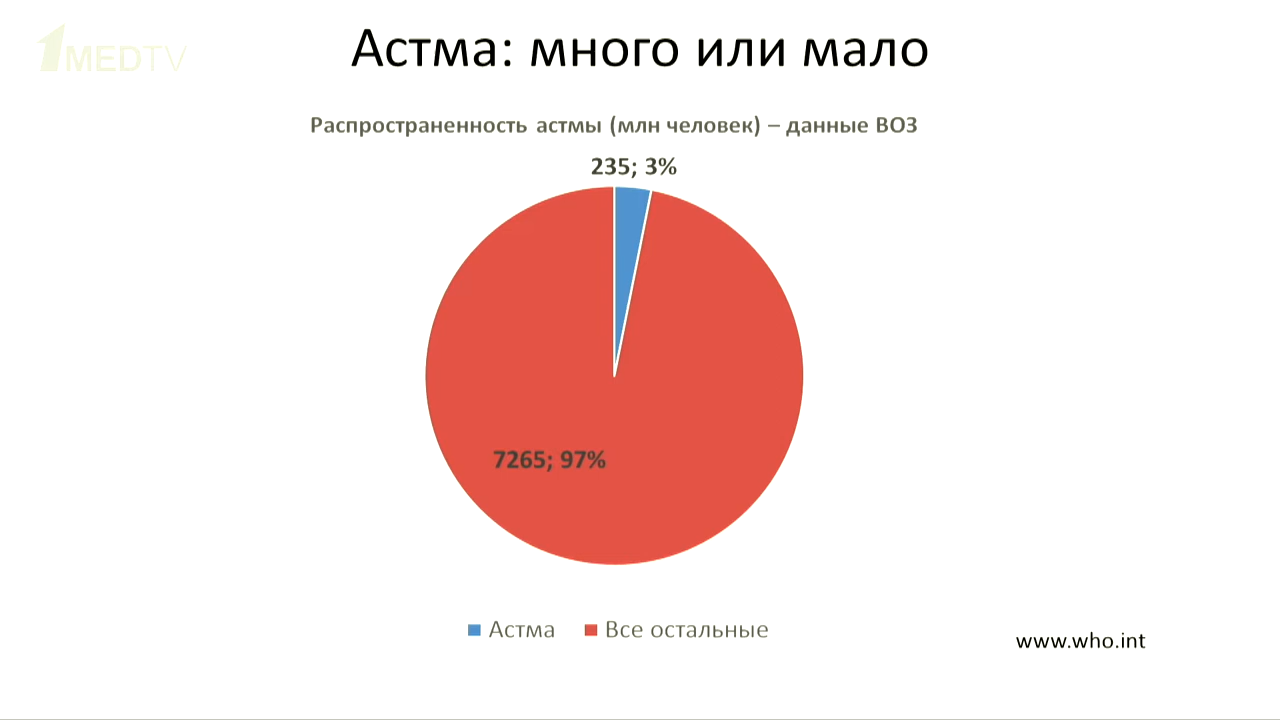 1MEDTV
Астма: много или мало
Распространенность астмы (млн человек) – данные ВОЗ
235; 3%
7265; 97%
Астма
Все остальные
www.who.int